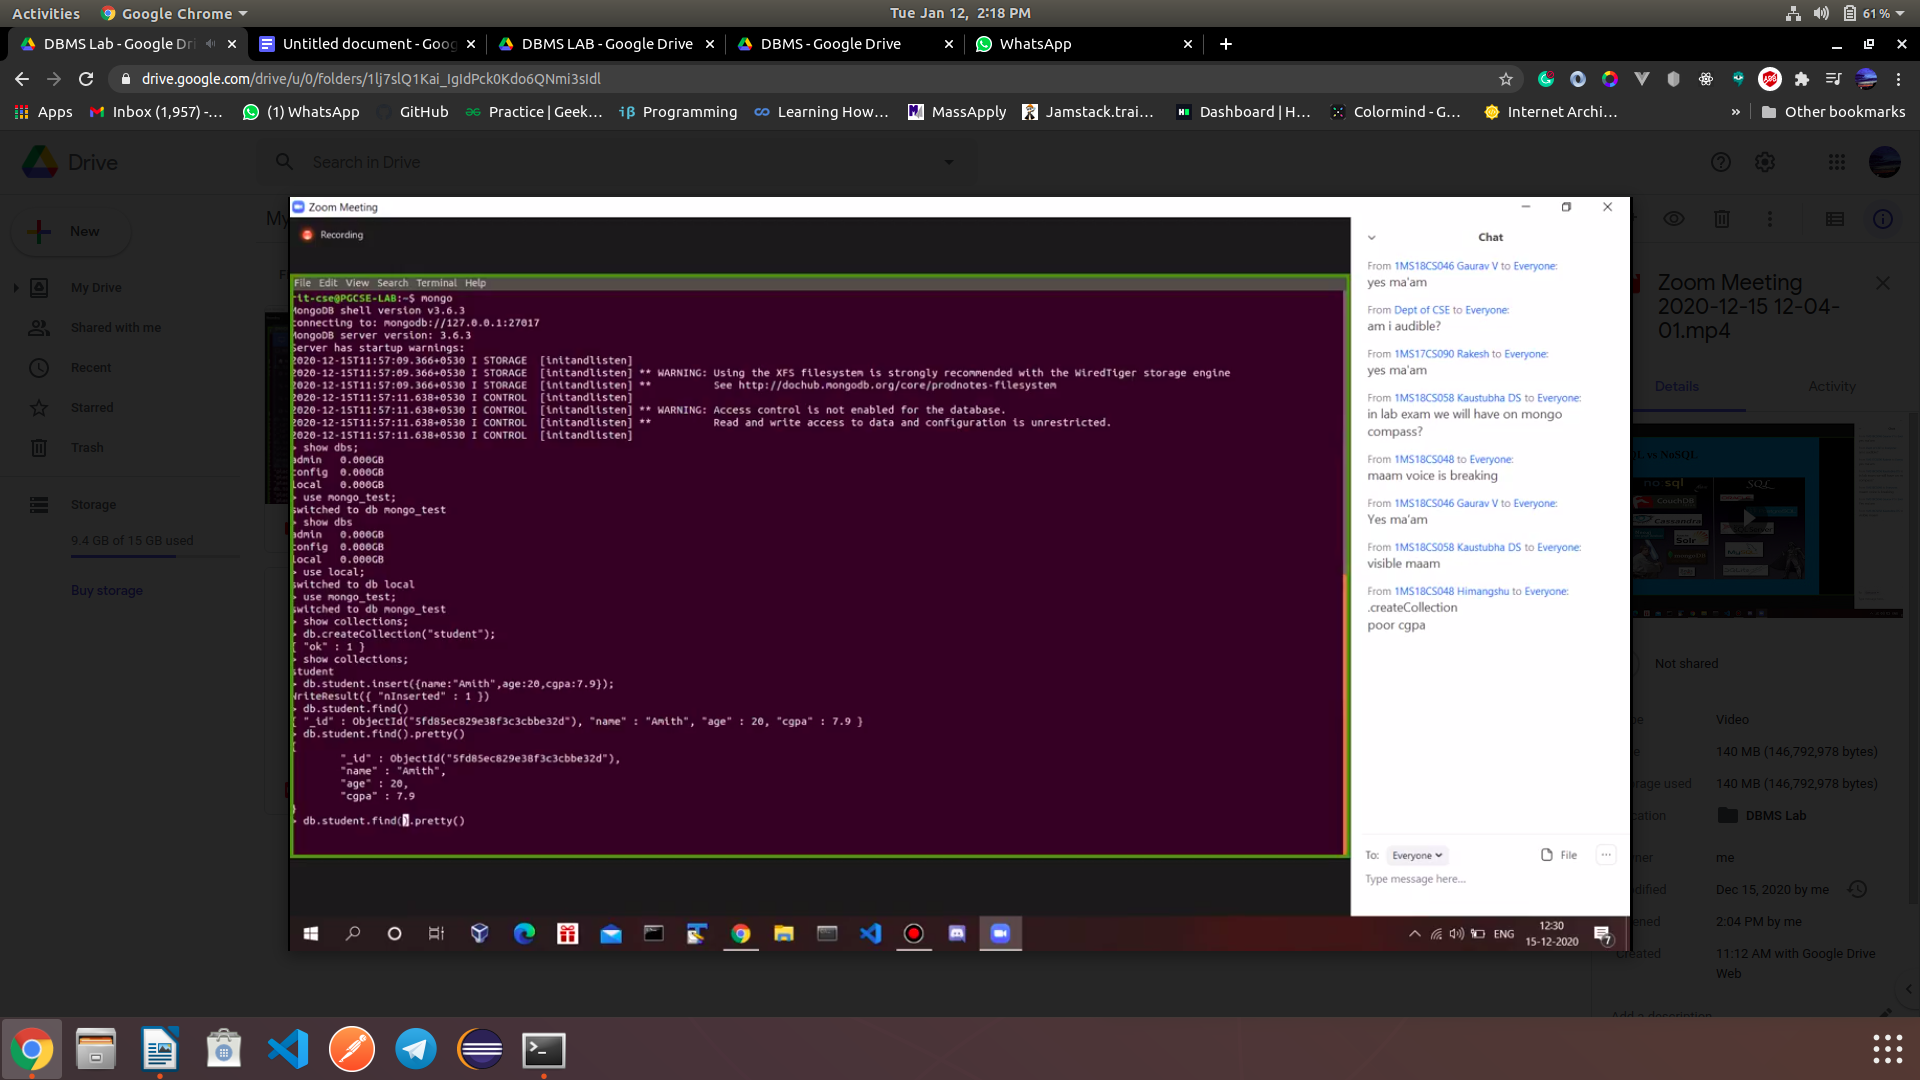 Activities
Google Chrome
Tue Jan 12, 2:18 PM
61 %
DBMS Lab - Google Dri
Untitled document - Goog
DBMS LAB - Google Drive
DBMS - Google Drive
WhatsApp
drive.google.com/drive/u/0/folders/1lj7slQ1Kai_IgIdPck0Kdo6QNmi3sIdl
Apps
Inbox (1,957) -...
(1) WhatsApp
GitHub
Practice | Geek...
Programming
Learning How...
MassApply
Jamstack.trai...
Dashboard | H...
Colormind - G...
Internet Archi...
Other bookmarks
Drive
Search in Drive
New
My Drive
Shared with me
Recent
Starred
Trash
Storage
9.4 GB of 15 GB used
Buy storage
My
Zoom Meeting
Recording
File Edit View Search Terminal Help
rit-cse@PGCSE-LAB:~$ mongo
MongoDB shell version v3.6.3
connecting to: mongodb://127.0.0.1:27017
MongoDB server version: 3.6.3
Server has startup warnings:
2020-12-15T11:57:09.366+0530 I STORAGE [initandlisten]
2020-12-15T11:57:09.366+0530 I STORAGE [initandlisten] ** WARNING: Using the XFS filesystem is strongly recommended with the WiredTiger storage engine
2020-12-15T11:57:09.366+0530 I STORAGE [initandlisten] ** See http://dochub.mongodb.org/core/prodnotes-filesystem
2020-12-15T11:57:11.638+0530 I CONTROL [initandlisten]
2020-12-15T11:57:11.638+0530 I CONTROL [initandlisten] ** WARNING: Access control is not enabled for the database.
2020-12-15T11:57:11.638+0530 I CONTROL [initandlisten] ** Read and write access to data and configuration is unrestricted.
2020-12-15T11:57:11.638+0530 I CONTROL [initandlisten]
> show dbs;
admin 0.000GB
config 0.000GB
local 0.000GB
> use mongo_test;
switched to db mongo_test
> show dbs
admin 0.000GB
config 0.000GB
local 0.000GB
> use local;
switched to db local
> use mongo_test;
switched to db mongo_test
> show collections;
> db.createCollection("student");
{ "ok" : 1 }
> show collections;
student
> db.student.insert({name:"Amith",age:20,cgpa:7.9});
WriteResult({ "nInserted" : 1 })
> db.student.find()
{ "_id" : ObjectId("5fd85ec829e38f3c3cbbe32d"), "name" : "Amith", "age" : 20, "cgpa" : 7.9 }
> db.student.find().pretty()
{
"_id" : ObjectId("5fd85ec829e38f3c3cbbe32d"),
"name" : "Amith",
"age" : 20,
"cgpa" : 7.9
}
> db.student.find().pretty()
Chat
From 1MS18CS046 Gaurav V to Everyone:
yes ma'am
From Dept of CSE to Everyone:
am i audible?
From 1MS17CS090 Rakesh to Everyone:
yes ma'am
From 1MS18CS058 Kaustubha DS to Everyone:
in lab exam we will have on mongo
compass?
From 1MS18CS048 to Everyone:
maam voice is breaking
From 1MS18CS046 Gaurav V to Everyone:
Yes ma'am
From 1MS18CS058 Kaustubha DS to Everyone:
visible maam
From 1MS18CS048 Himangshu to Everyone:
.createCollection
poor cgpa
To: Everyone
File
Type message here...
ENG
12:30
15-12-2020
7
Zoom Meeting
2020-12-15 12-04-
01.mp4
Details
Activity
QL vs NoSQL
no sql
SQL
CouchDB
Cassandra
Solr
Not shared
Video
140 MB (146,792,978 bytes)
rage used
140 MB (146,792,978 bytes)
cation
DBMS Lab
me
Dec 15, 2020 by me
2:04 PM by me
Created
11:12 AM with Google Drive
Web
Add a description